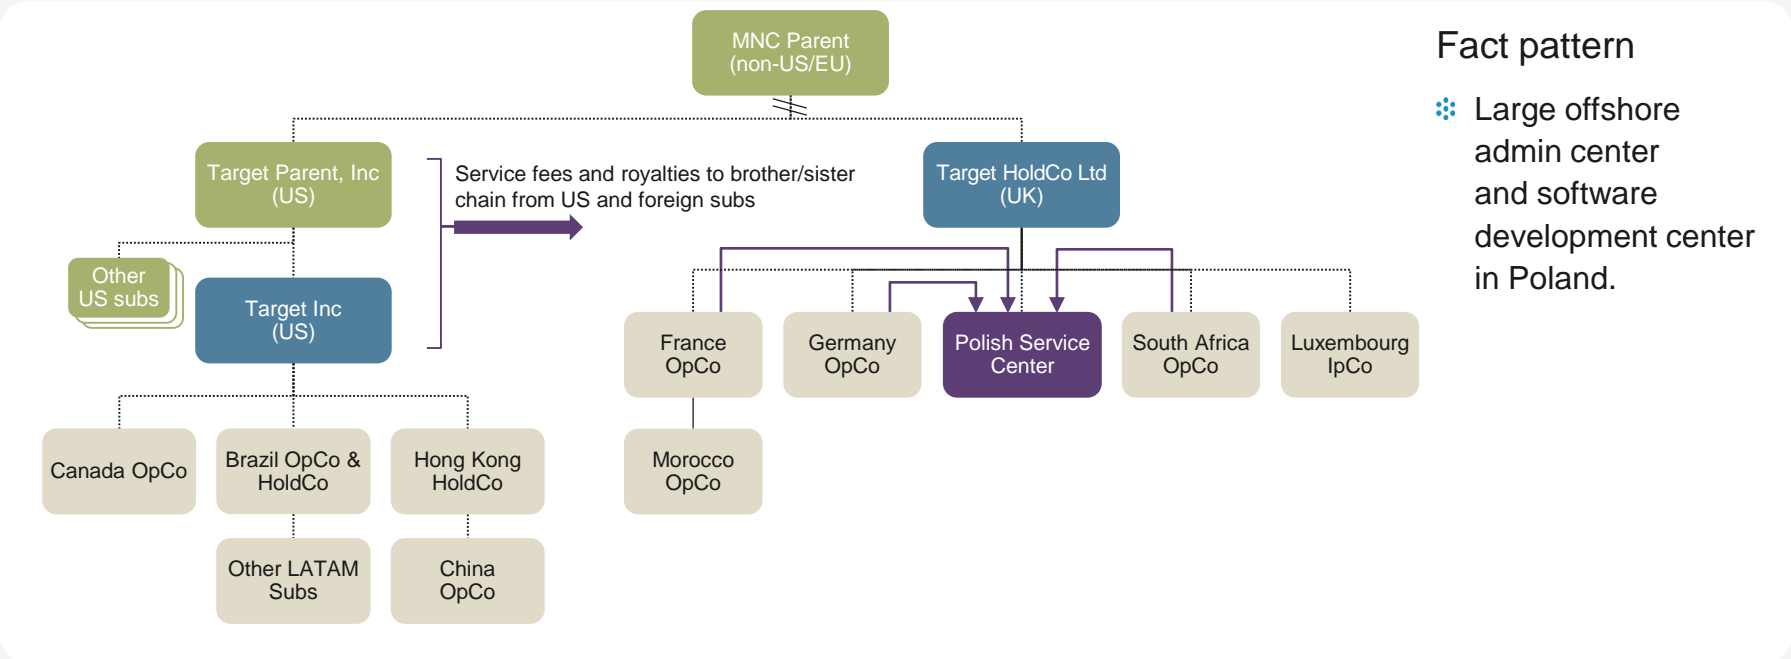 MNC Parent
(non-US/EU)
Fact pattern
Large offshore
admin center
and software
development center
in Poland.
Target Parent, Inc
(US)
Service fees and royalties to brother/sister
chain from US and foreign subs
Target HoldCo Ltd
(UK)
Other
US subs
Target Inc
(US)
France
OpCo
Germany
OpCo
Polish Service
Center
South Africa
OpCo
Luxembourg
IpCo
Canada OpCo
Brazil OpCo &
HoldCo
Hong Kong
HoldCo
Morocco
OpCo
Other LATAM
Subs
China
OpCo